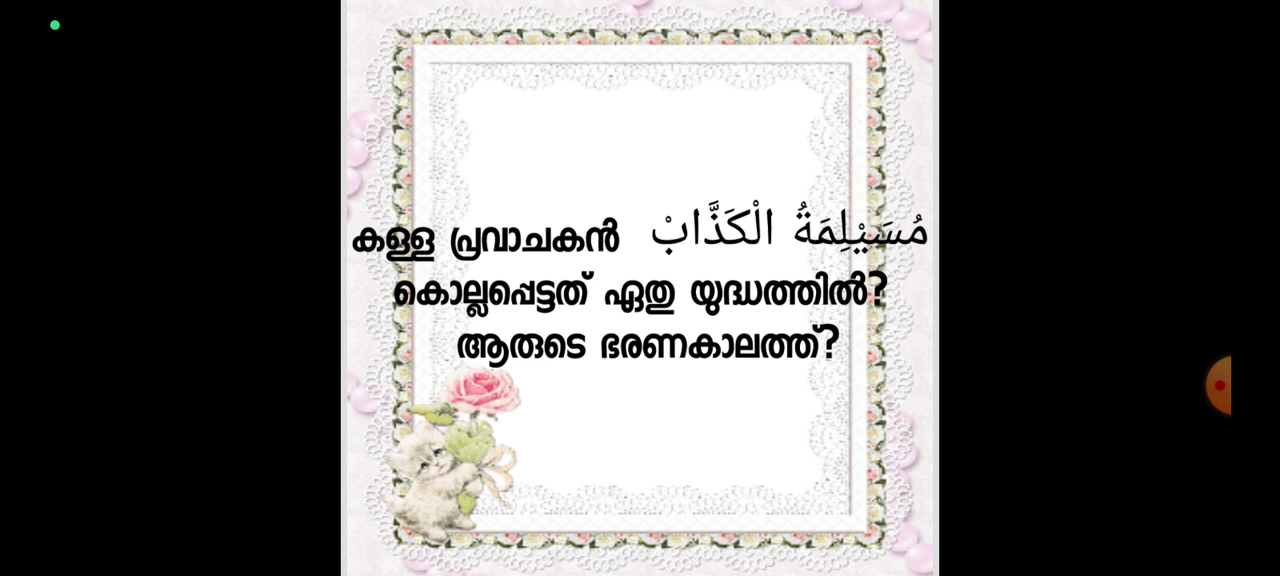 കള്ള പ്രവാചകൻ مُسَيْلِمَةُ الْكَذَّابْ
കൊല്ലപ്പെട്ടത് ഏതു യുദ്ധത്തിൽ?
ആരുടെ ഭരണകാലത്ത്?